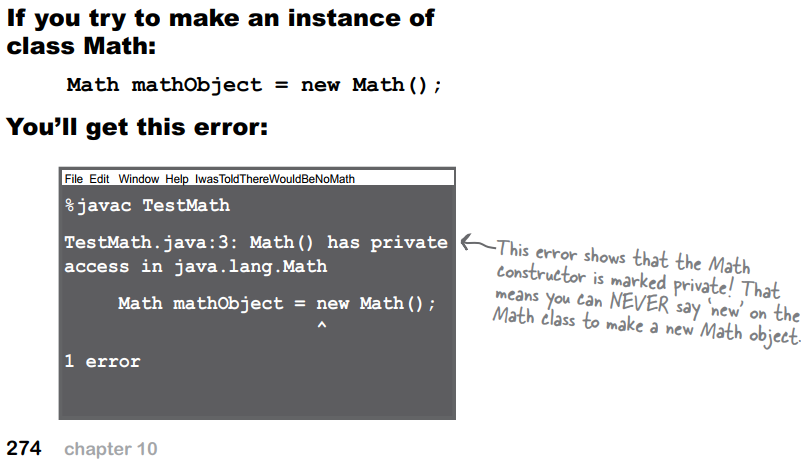 If you try to make an instance of
class Math:
Math mathObject = new Math();
You'll get this error:
File Edit Window Help IwasToldThereWouldBeNoMath
%javac TestMath
TestMath.java:3: Math() has private
access in java.lang.Math
Math mathObject = new Math();
^
1 error
This error shows that the Math
constructor is marked private! That
means you can NEVER say 'new' on the
Math class to make a new Math object.
274 chapter 10